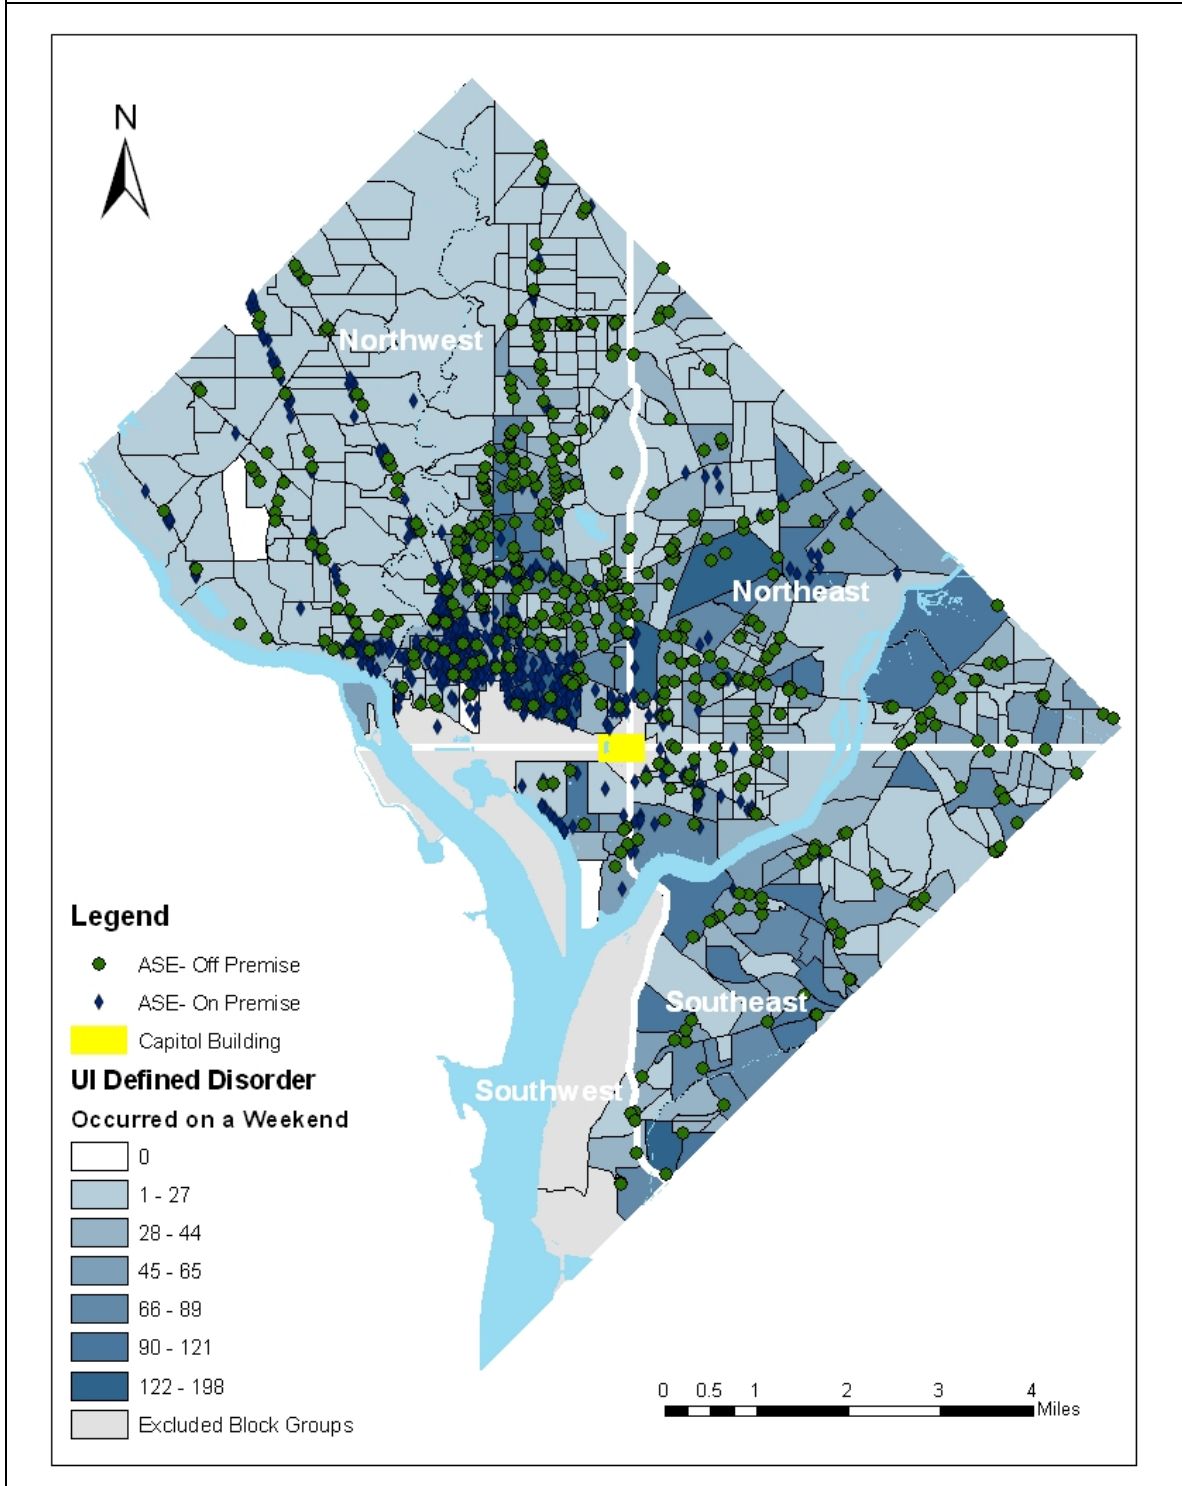 N
Northwest
Northeast
Southeast
Southwest
Legend
ASE- Off Premise
ASE- On Premise
Capitol Building
UI Defined Disorder
Occurred on a Weekend
0
1 - 27
28 - 44
45 - 65
66 - 89
90 - 121
122 - 198
Excluded Block Groups
0 0.5 1 2 3 4
Miles